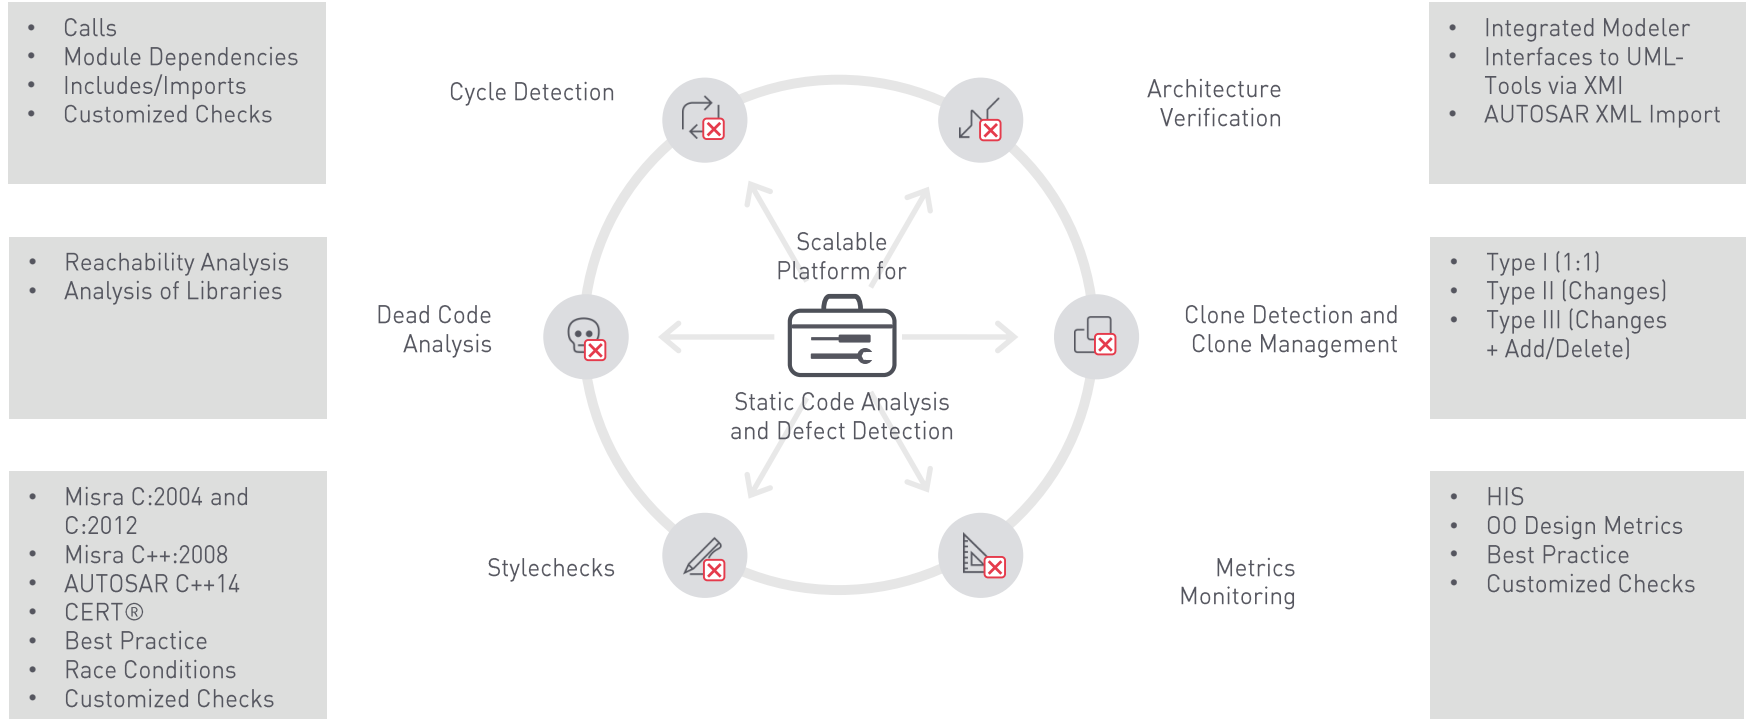 • Calls
• Module Dependencies
• Includes/Imports
• Customized Checks
Cycle Detection
Architecture
Verification
• Integrated Modeler
• Interfaces to UML-
Tools via XMI
• AUTOSAR XML Import
• Reachability Analysis
• Analysis of Libraries
Dead Code
Analysis
Scalable
Platform for
Static Code Analysis
and Defect Detection
Clone Detection and
Clone Management
• Type I (1:1)
• Type II (Changes)
• Type III (Changes
+ Add/Delete)
• Misra C:2004 and
C:2012
• Misra C++:2008
• AUTOSAR C++14
• CERT®
• Best Practice
• Race Conditions
• Customized Checks
Stylechecks
Metrics
Monitoring
• HIS
• OO Design Metrics
• Best Practice
• Customized Checks